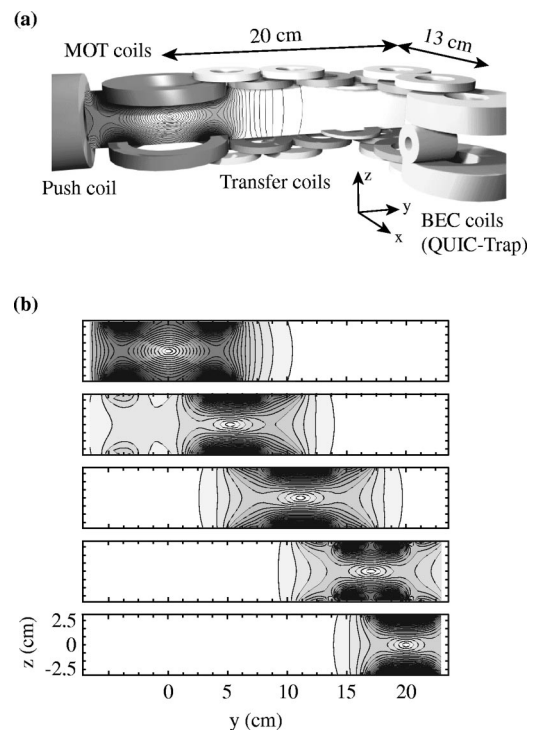 (a)
20 cm
13 cm
MOT coils
Push coil
Transfer coils
z
y
x
BEC coils
(QUIC-Trap)
(b)
2.5
0
-2.5
z (cm)
0 5 10 15 20
y (cm)